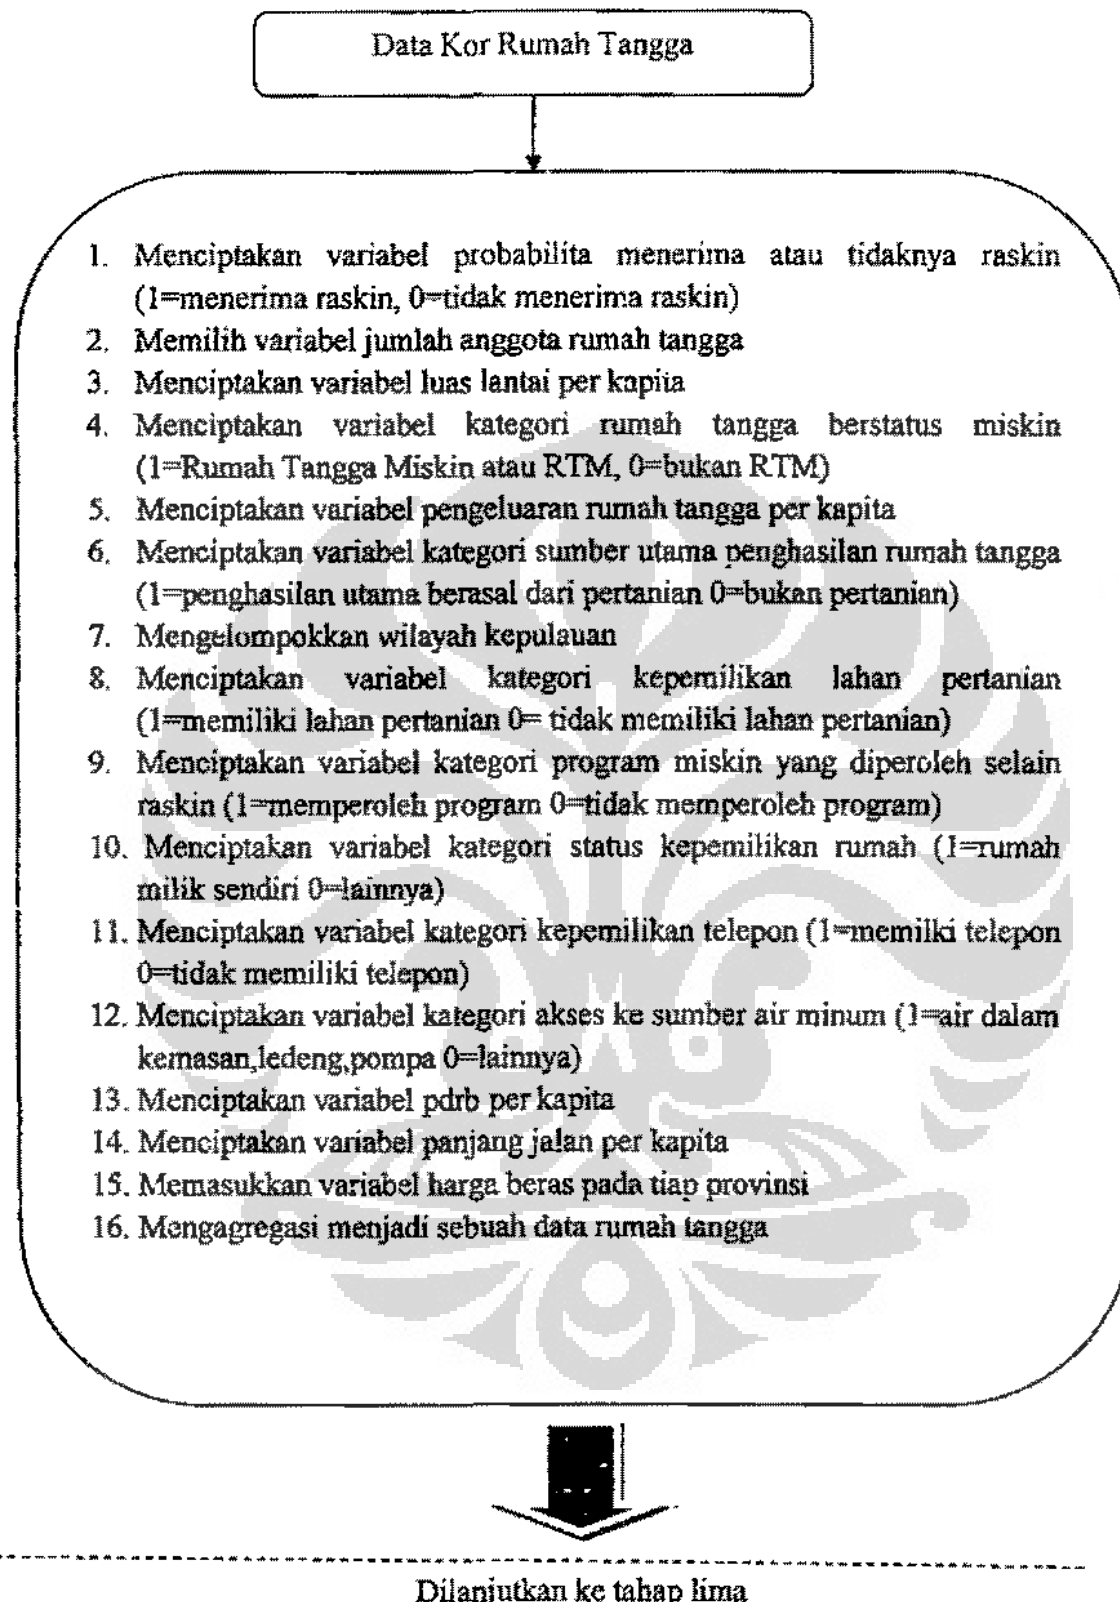 Data Kor Rumah Tangga
1. Menciptakan variabel probabilita menerima atau tidaknya raskin
(1=menerima raskin, 0=tidak menerima raskin)
2. Memilih variabel jumlah anggota rumah tangga
3. Menciptakan variabel luas lantai per kapita
4. Menciptakan variabel kategori rumah tangga berstatus miskin
(1=Rumah Tangga Miskin atau RTM, 0=bukan RTM)
5. Menciptakan variabel pengeluaran rumah tangga per kapita
6. Menciptakan variabel kategori sumber utama penghasilan rumah tangga
(1=penghasilan utama berasal dari pertanian 0=bukan pertanian)
7. Mengelompokkan wilayah kepulauan
8. Menciptakan variabel kategori kepemilikan lahan pertanian
(1=memiliki lahan pertanian 0= tidak memiliki lahan pertanian)
9. Menciptakan variabel kategori program miskin yang diperoleh selain
raskin (1=memperoleh program 0=tidak memperoleh program)
10. Menciptakan variabel kategori status kepemilikan rumah (1=rumah
milik sendiri 0=lainnya)
11. Menciptakan variabel kategori kepemilikan telepon (1=memilki telepon
0=tidak memiliki telepon)
12. Menciptakan variabel kategori akses ke sumber air minum (1=air dalam
kemasan,ledeng,pompa 0=lainnya)
13. Menciptakan variabel pdrb per kapita
14. Menciptakan variabel panjang jalan per kapita
15. Memasukkan variabel harga beras pada tiap provinsi
16. Mengagregasi menjadi sebuah data rumah tangga
Dilanjutkan ke tahap lima